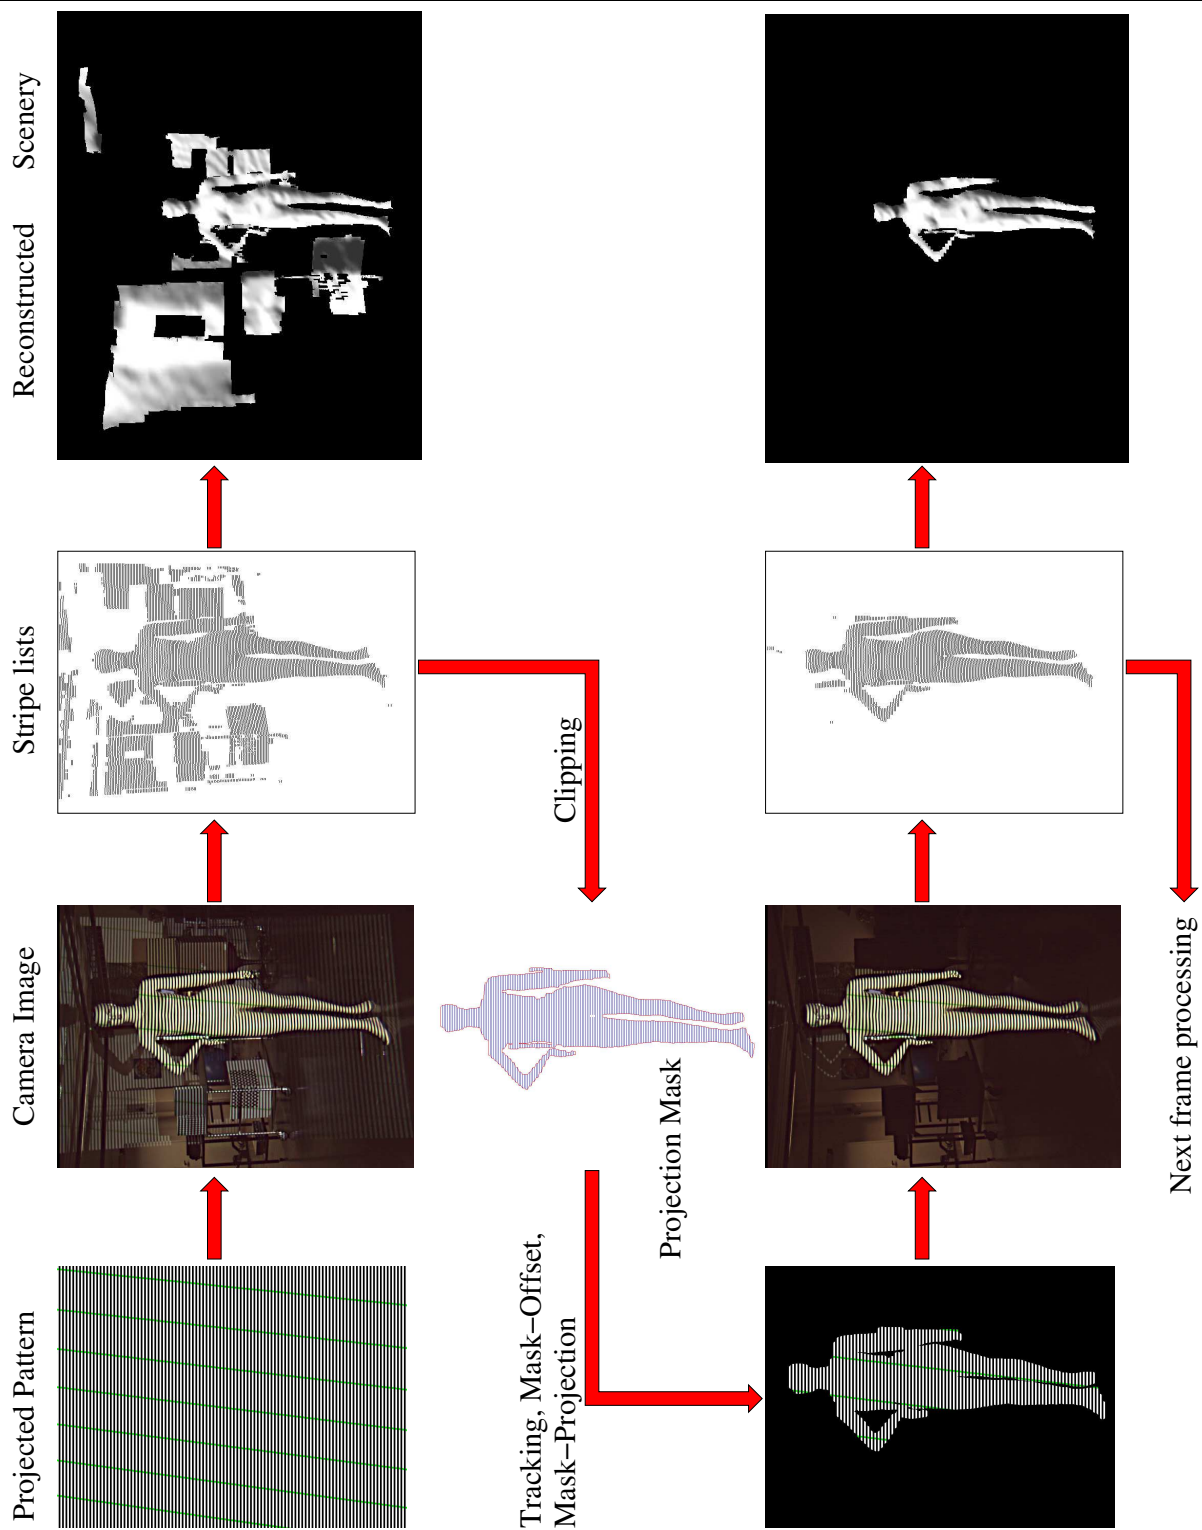 Projected Pattern
Camera Image
Stripe lists
Reconstructed Scenery
Clipping
Tracking, Mask−Offset,
Mask−Projection
Projection Mask
Next frame processing